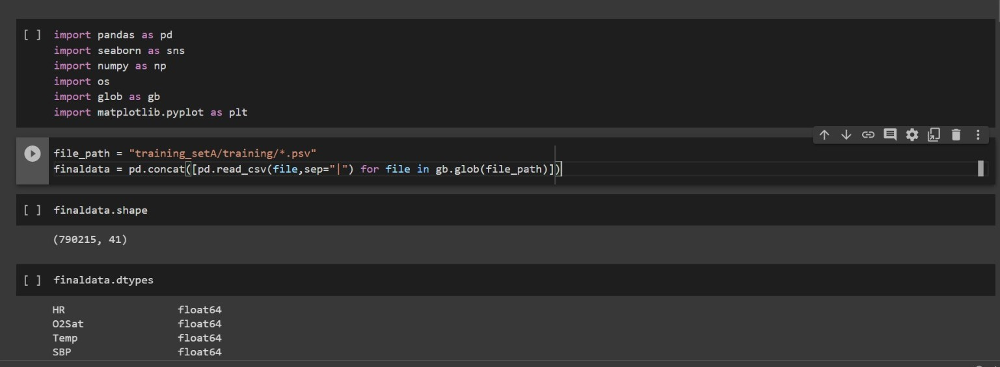 [ ] import pandas as pd
import seaborn as sns
import numpy as np
import os
import glob as gb
import matplotlib.pyplot as plt
file_path = "training_setA/training/*.psv"
finaldata = pd.concat([pd.read_csv(file,sep="|") for file in gb.glob(file_path)])
[ ] finaldata.shape
(790215, 41)
[ ] finaldata.dtypes
HR float64
O2Sat float64
Temp float64
SBP float64